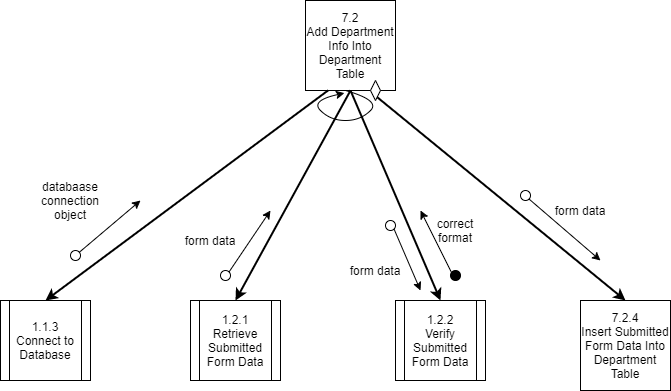 7.2
Add Department
Info Into
Department
Table
databaase
connection
object
form data
form data
correct
format
form data
1.1.3
Connect to
Database
1.2.1
Retrieve
Submitted
Form Data
1.2.2
Verify
Submitted
Form Data
7.2.4
Insert Submitted
Form Data Into
Department
Table